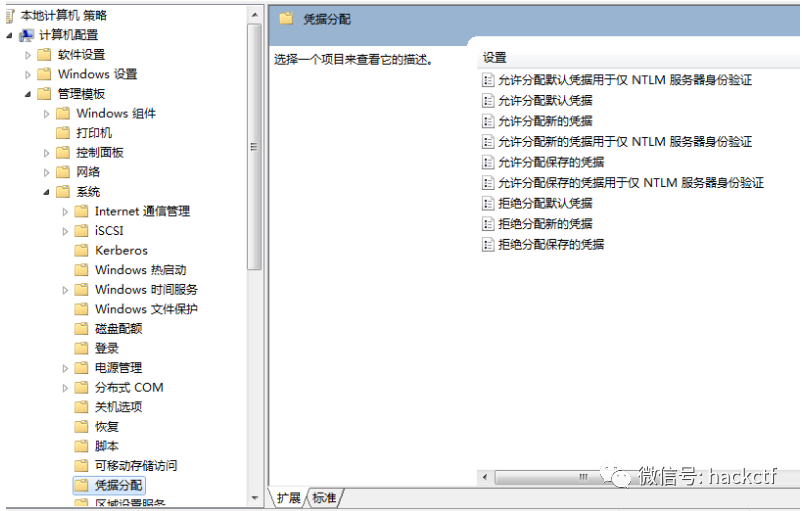 本地计算机 策略
计算机配置
软件设置
Windows 设置
管理模板
Windows 组件
打印机
控制面板
网络
系统
Internet 通信管理
iSCSI
Kerberos
Windows 热启动
Windows 时间服务
Windows 文件保护
磁盘配额
登录
电源管理
分布式 COM
关机选项
恢复
脚本
可移动存储访问
凭据分配
区域设置服务
凭据分配
选择一个项目来查看它的描述。
设置
允许分配默认凭据用于仅 NTLM 服务器身份验证
允许分配默认凭据
允许分配新的凭据
允许分配新的凭据用于仅 NTLM 服务器身份验证
允许分配保存的凭据
允许分配保存的凭据用于仅 NTLM 服务器身份验证
拒绝分配默认凭据
拒绝分配新的凭据
拒绝分配保存的凭据
扩展 标准
微信号: hackctf